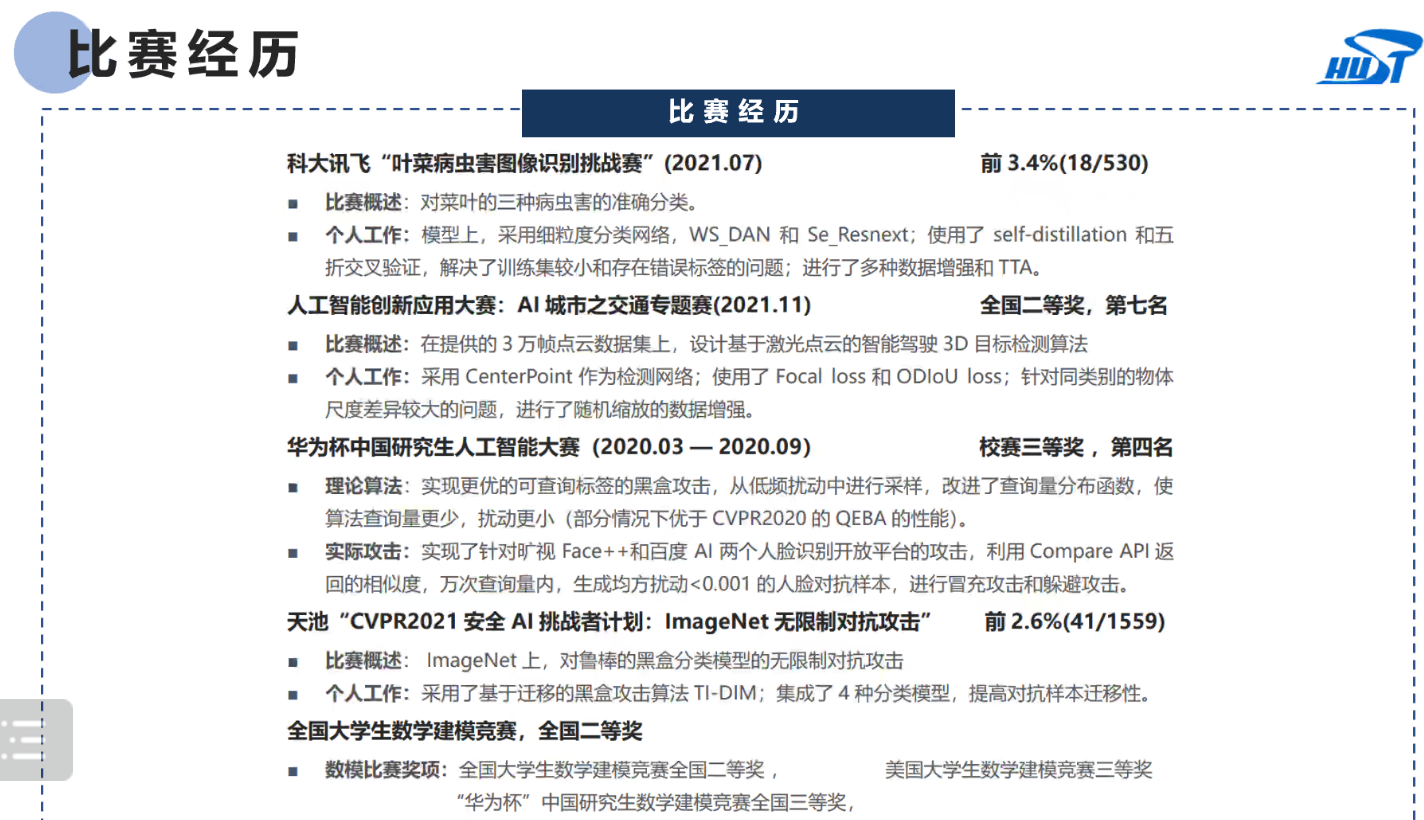 比赛经历
HUST
比赛经历
科大讯飞“叶菜病虫害图像识别挑战赛”(2021.07) 前 3.4%(18/530)
■ 比赛概述：对菜叶的三种病虫害的准确分类。
■ 个人工作：模型上，采用细粒度分类网络，WS_DAN 和 Se_Resnext；使用了 self-distillation 和五
折交叉验证，解决了训练集较小和存在错误标签的问题；进行了多种数据增强和 TTA。
人工智能创新应用大赛：AI 城市之交通专题赛(2021.11) 全国二等奖，第七名
■ 比赛概述：在提供的 3 万帧点云数据集上，设计基于激光点云的智能驾驶 3D 目标检测算法
■ 个人工作：采用 CenterPoint 作为检测网络；使用了 Focal loss 和 ODIoU loss；针对同类别的物体
尺度差异较大的问题，进行了随机缩放的数据增强。
华为杯中国研究生人工智能大赛（2020.03 — 2020.09） 校赛三等奖 ，第四名
■ 理论算法：实现更优的可查询标签的黑盒攻击，从低频扰动中进行采样，改进了查询量分布函数，使
算法查询量更少，扰动更小（部分情况下优于 CVPR2020 的 QEBA 的性能）。
■ 实际攻击：实现了针对旷视 Face++和百度 AI 两个人脸识别开放平台的攻击，利用 Compare API 返
回的相似度，万次查询量内，生成均方扰动<0.001 的人脸对抗样本，进行冒充攻击和躲避攻击。
天池“CVPR2021 安全 AI 挑战者计划：ImageNet 无限制对抗攻击” 前 2.6%(41/1559)
■ 比赛概述： ImageNet 上，对鲁棒的黑盒分类模型的无限制对抗攻击
■ 个人工作：采用了基于迁移的黑盒攻击算法 TI-DIM；集成了 4 种分类模型，提高对抗样本迁移性。
全国大学生数学建模竞赛，全国二等奖
■ 数模比赛奖项：全国大学生数学建模竞赛全国二等奖 ， 美国大学生数学建模竞赛三等奖
“华为杯”中国研究生数学建模竞赛全国三等奖，